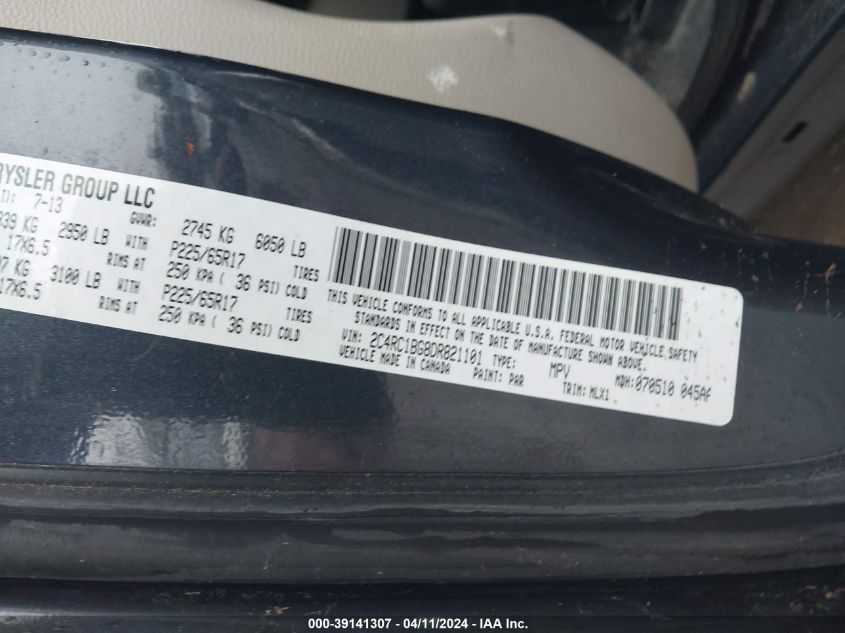 RYSLER GROUP LLC
7-13
GVWR: 2745 KG 6050 LB
939 KG 2950 LB WITH P225/65R17 TIRES
17X6.5 RIMS AT 250 KPA ( 36 PSI) COLD
KG 3100 LB WITH P225/65R17 TIRES
17X6.5 RIMS AT 250 KPA ( 36 PSI) COLD
THIS VEHICLE CONFORMS TO ALL APPLICABLE U.S.A. FEDERAL MOTOR VEHICLE SAFETY
STANDARDS IN EFFECT ON THE DATE OF MANUFACTURE SHOWN ABOVE.
VIN: 2C4RC1BG8DR821101 TYPE: MPV MDH:070510 045AA
VEHICLE MADE IN CANADA PAINT: PAR TRIM: MLX1
000-39141307 / 04/11/2024 - © IAA Inc.